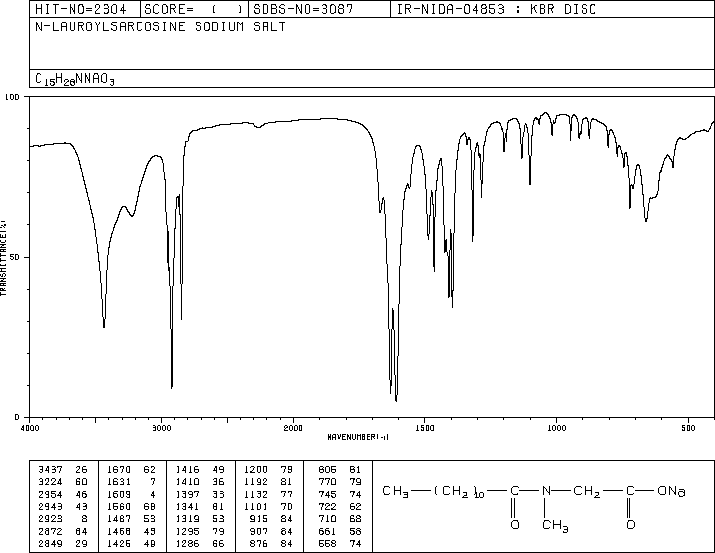 HIT-NO=2304 SCORE= ( ) SDBS-NO=3087 IR-NIDA-04853 : KBR DISC
N-LAUROYLSARCOSINE SODIUM SALT
C15H28NNAO3
100
50
0
TRANSMITTANCE(%)
4000 3000 2000 1500 1000 500
WAVENUMBER(-1)
3437 26 1670 62 1416 49 1200 79 806 81
3224 60 1631 7 1410 36 1192 81 770 79
2954 46 1609 4 1397 33 1132 77 745 74
2943 43 1560 68 1341 81 1101 70 722 62
2923 8 1487 53 1319 53 915 84 710 68
2872 64 1468 43 1295 79 907 84 661 58
2849 29 1426 49 1286 66 876 84 558 74
CH3 (CH2)10 C N CH2 C ONa
O CH3 O